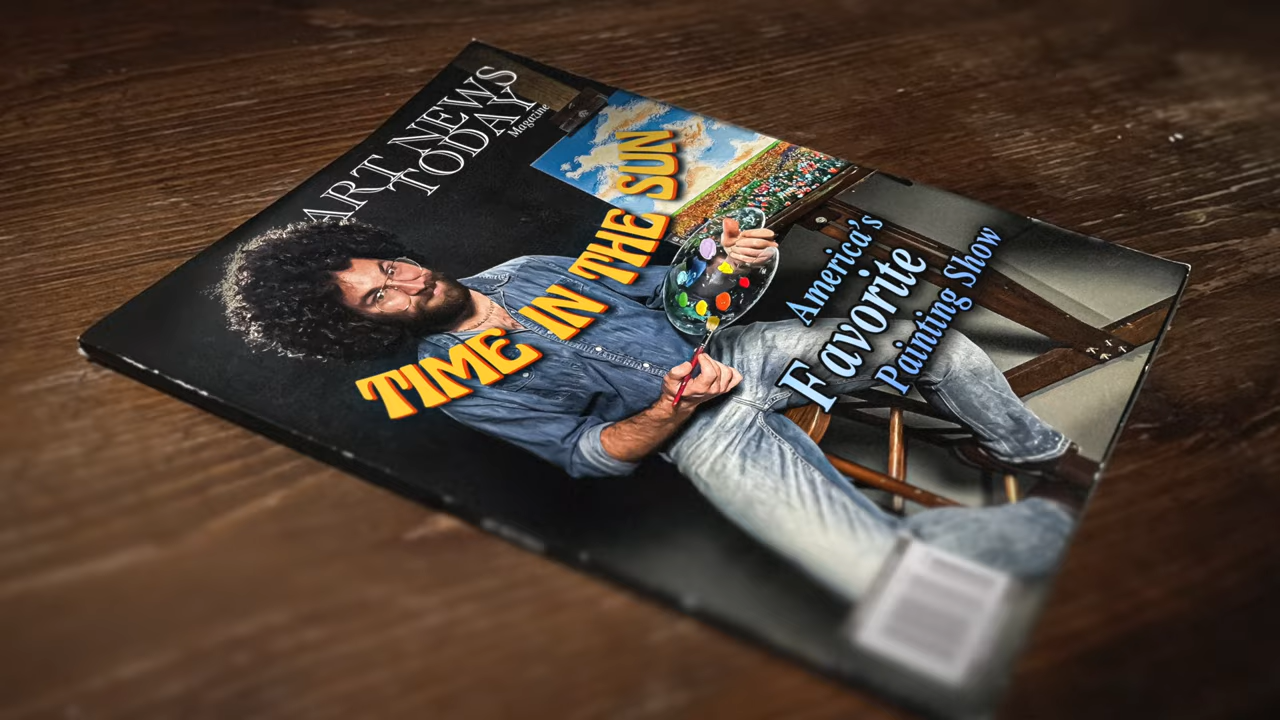 ART NEWS
TODAY
Magazine
TIME IN THE SUN
America's
Favorite
Painting Show